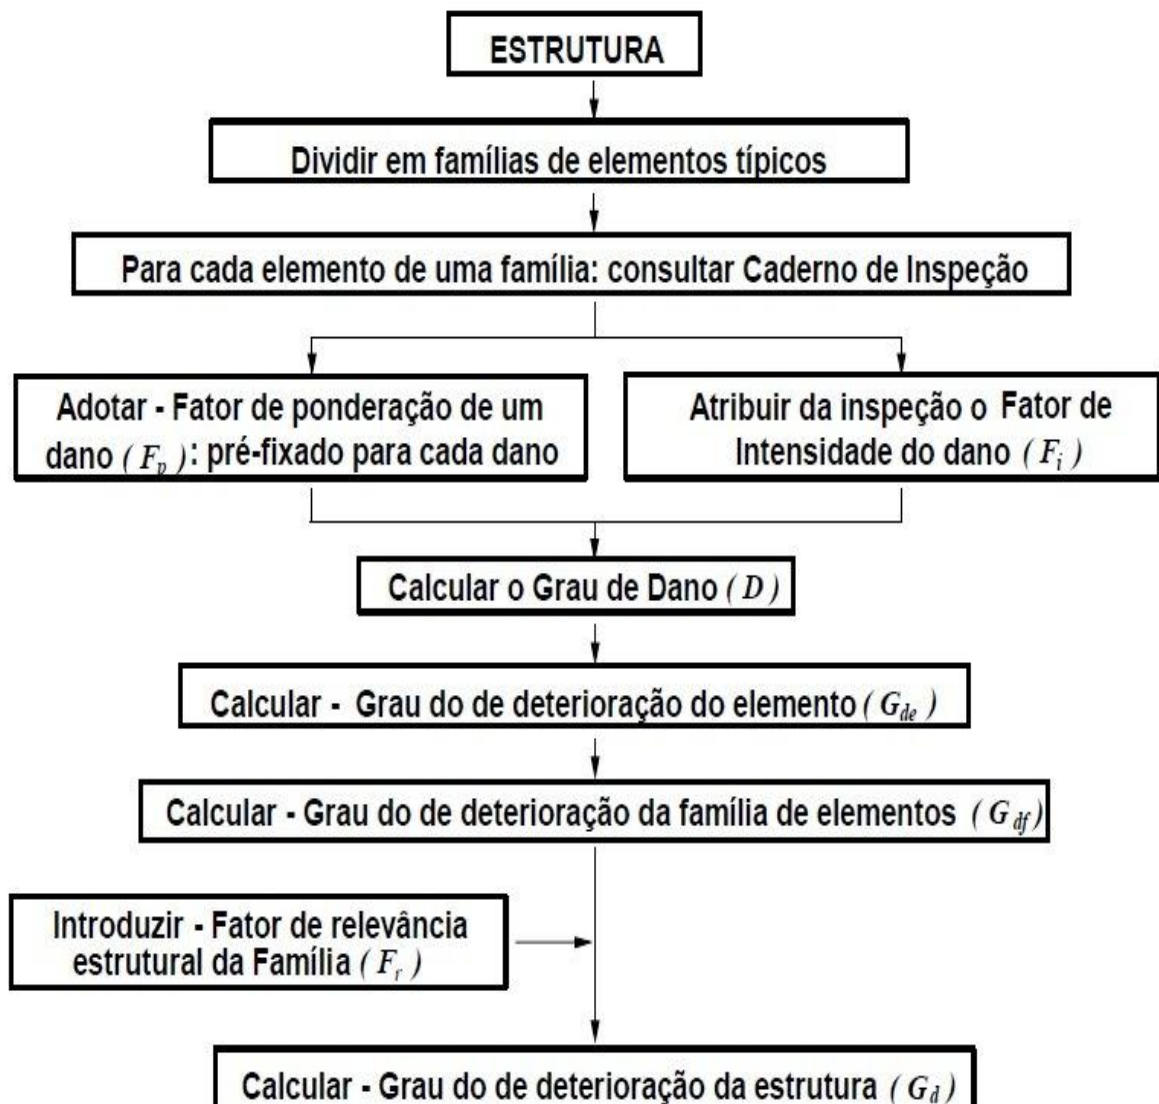 ESTRUTURA
Dividir em famílias de elementos típicos
Para cada elemento de uma família: consultar Caderno de Inspeção
Adotar - Fator de ponderação de um
dano ( Fp ) : pré-fixado para cada dano
Atribuir da inspeção o Fator de
Intensidade do dano ( Fi )
Calcular o Grau de Dano ( D )
Calcular - Grau do de deterioração do elemento ( Gde )
Calcular - Grau do de deterioração da família de elementos ( Gdf )
Introduzir - Fator de relevância
estrutural da Família ( Fr )
Calcular - Grau do de deterioração da estrutura ( Gd )